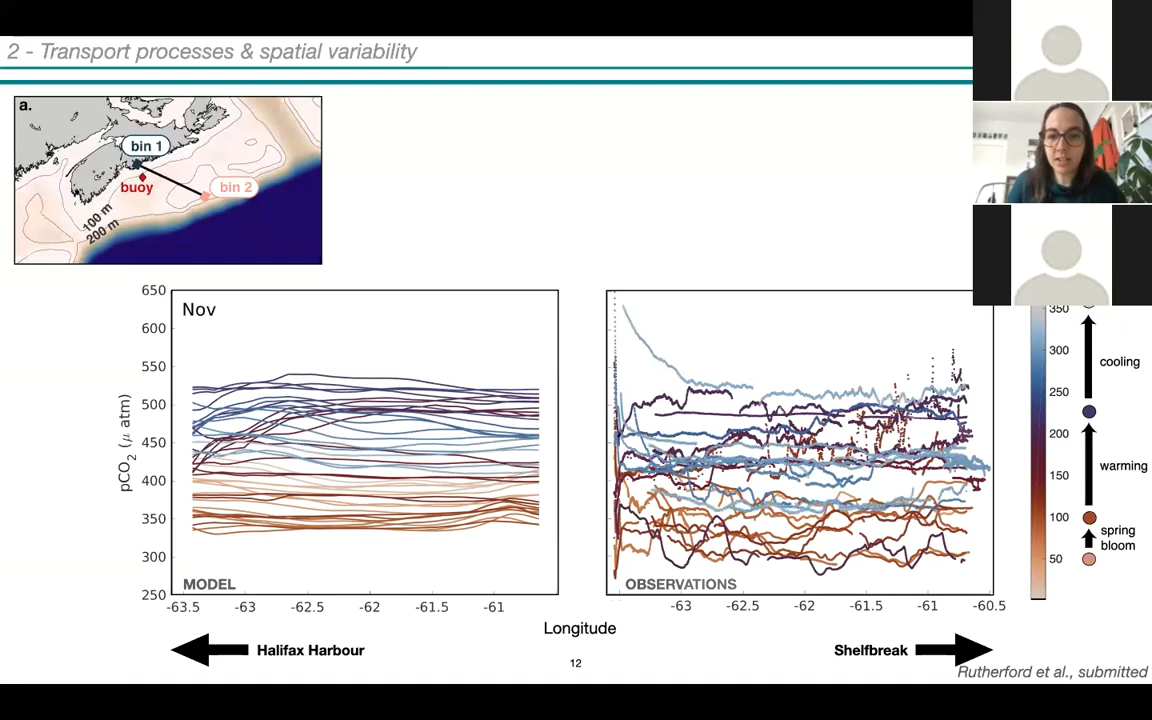 2 - Transport processes & spatial variability
a.
bin 1
buoy
bin 2
100 m
200 m
650
600
550
500
450
400
350
300
250
pCO2 (μ atm)
Nov
MODEL
-63.5
-63
-62.5
-62
-61.5
-61
OBSERVATIONS
-63
-62.5
-62
-61.5
-61
-60.5
Longitude
Halifax Harbour
Shelfbreak
350
300
250
200
150
100
50
cooling
warming
spring
bloom
12
Rutherford et al., submitted